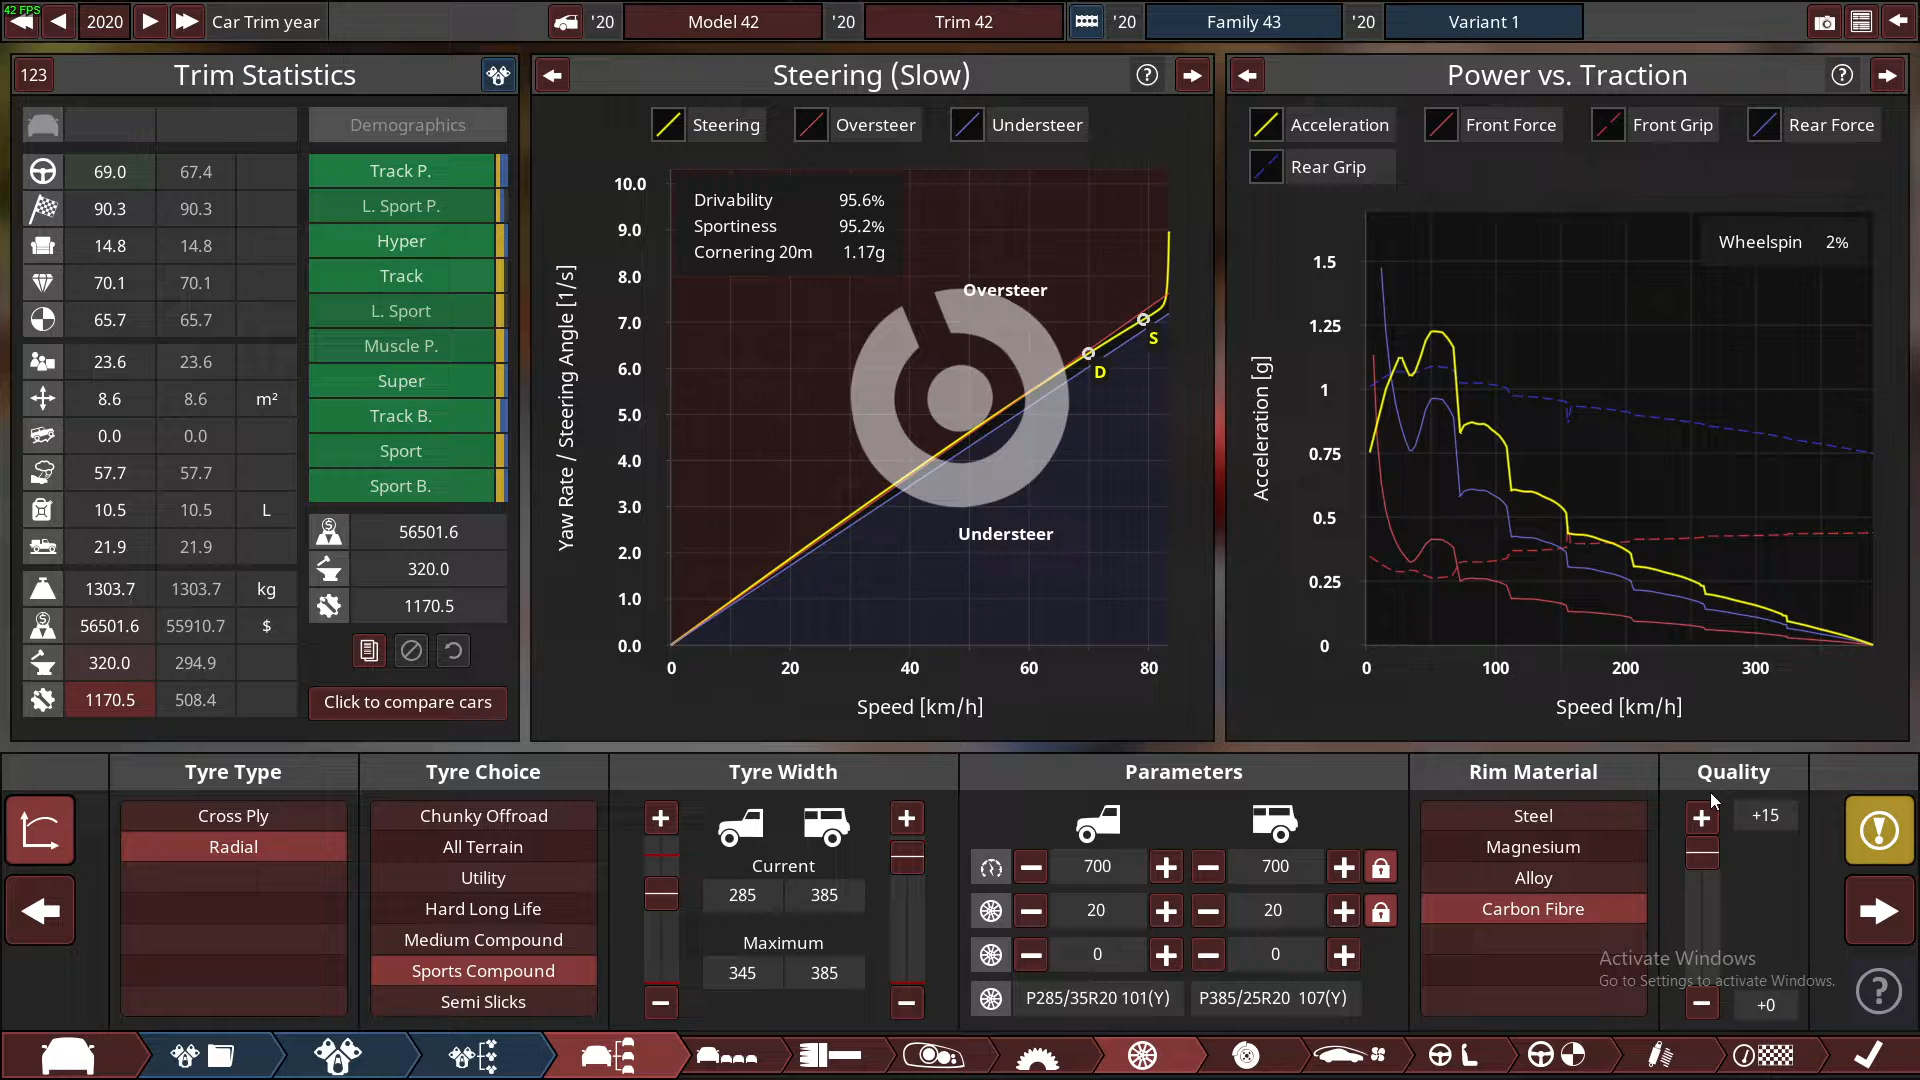 42 FPS
2020
Car Trim year
'20
Model 42
'20
Trim 42
'20
Family 43
'20
Variant 1
123
Trim Statistics
Demographics
69.0 67.4
90.3 90.3
14.8 14.8
70.1 70.1
65.7 65.7
23.6 23.6
8.6 8.6 m²
0.0 0.0
57.7 57.7
10.5 10.5 L
21.9 21.9
1303.7 1303.7 kg
56501.6 55910.7 $
320.0 294.9
1170.5 508.4
Track P.
L. Sport P.
Hyper
Track
L. Sport
Muscle P.
Super
Track B.
Sport
Sport B.
56501.6
320.0
1170.5
Click to compare cars
Steering (Slow)
Steering
Oversteer
Understeer
Drivability 95.6%
Sportiness 95.2%
Cornering 20m 1.17g
Oversteer
Understeer
S
D
Yaw Rate / Steering Angle [1/s]
10.0
9.0
8.0
7.0
6.0
5.0
4.0
3.0
2.0
1.0
0.0
0 20 40 60 80
Speed [km/h]
Power vs. Traction
Acceleration
Front Force
Front Grip
Rear Force
Rear Grip
Wheelspin 2%
Acceleration [g]
1.5
1.25
1
0.75
0.5
0.25
0
0 100 200 300
Speed [km/h]
Tyre Type
Cross Ply
Radial
Tyre Choice
Chunky Offroad
All Terrain
Utility
Hard Long Life
Medium Compound
Sports Compound
Semi Slicks
Tyre Width
Current
285 385
Maximum
345 385
Parameters
700 700
20 20
0 0
P285/35R20 101(Y) P385/25R20 107(Y)
Rim Material
Steel
Magnesium
Alloy
Carbon Fibre
Quality
+15
+0
Activate Windows
Go to Settings to activate Windows.